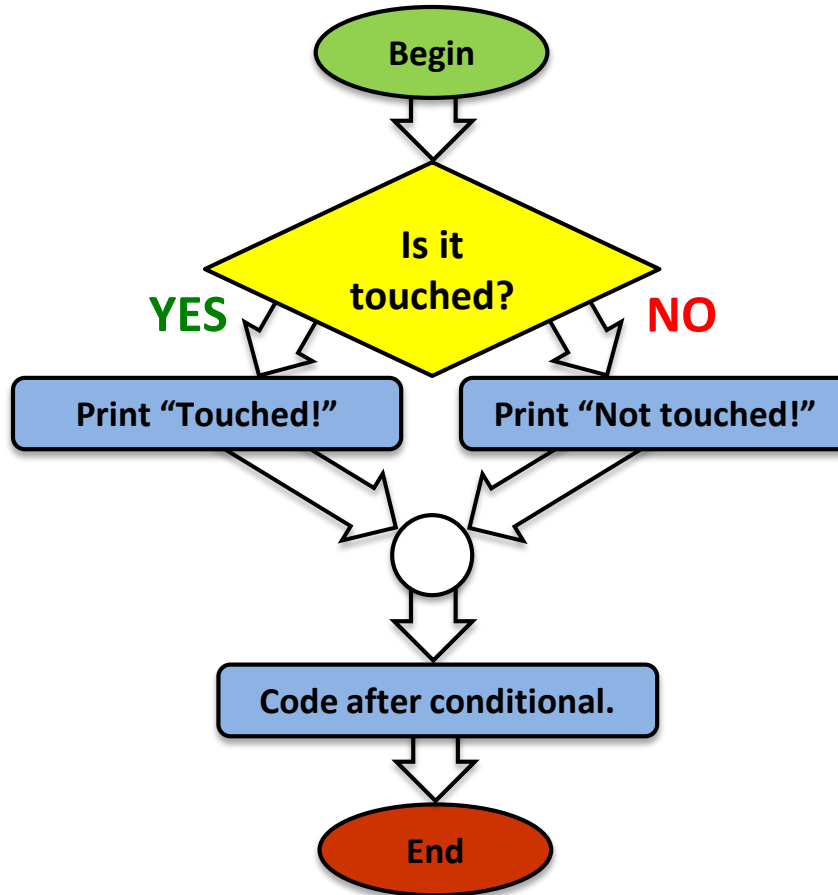 Begin
Is it
touched?
YES
NO
Print “Touched!”
Print “Not touched!”
Code after conditional.
End